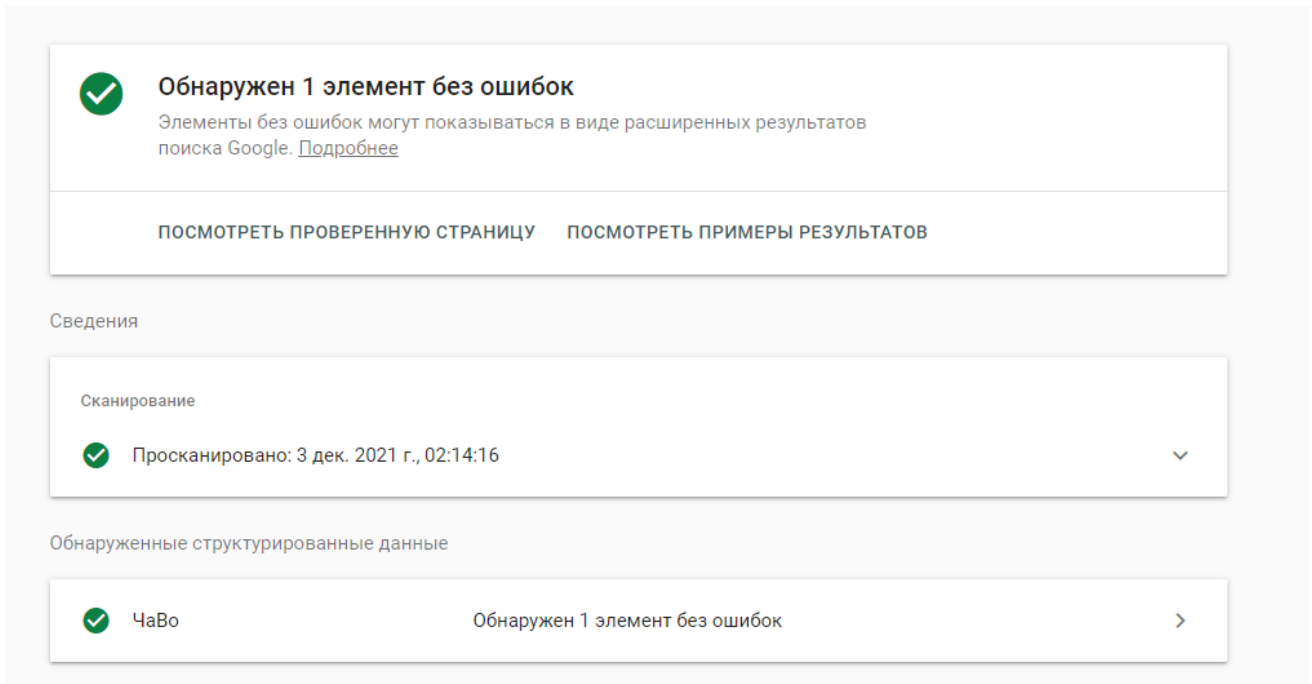 Обнаружен 1 элемент без ошибок
Элементы без ошибок могут показываться в виде расширенных результатов
поиска Google. Подробнее
ПОСМОТРЕТЬ ПРОВЕРЕННУЮ СТРАНИЦУ ПОСМОТРЕТЬ ПРИМЕРЫ РЕЗУЛЬТАТОВ
Сведения
Сканирование
Просканировано: 3 дек. 2021 г., 02:14:16
Обнаруженные структурированные данные
ЧаВо Обнаружен 1 элемент без ошибок